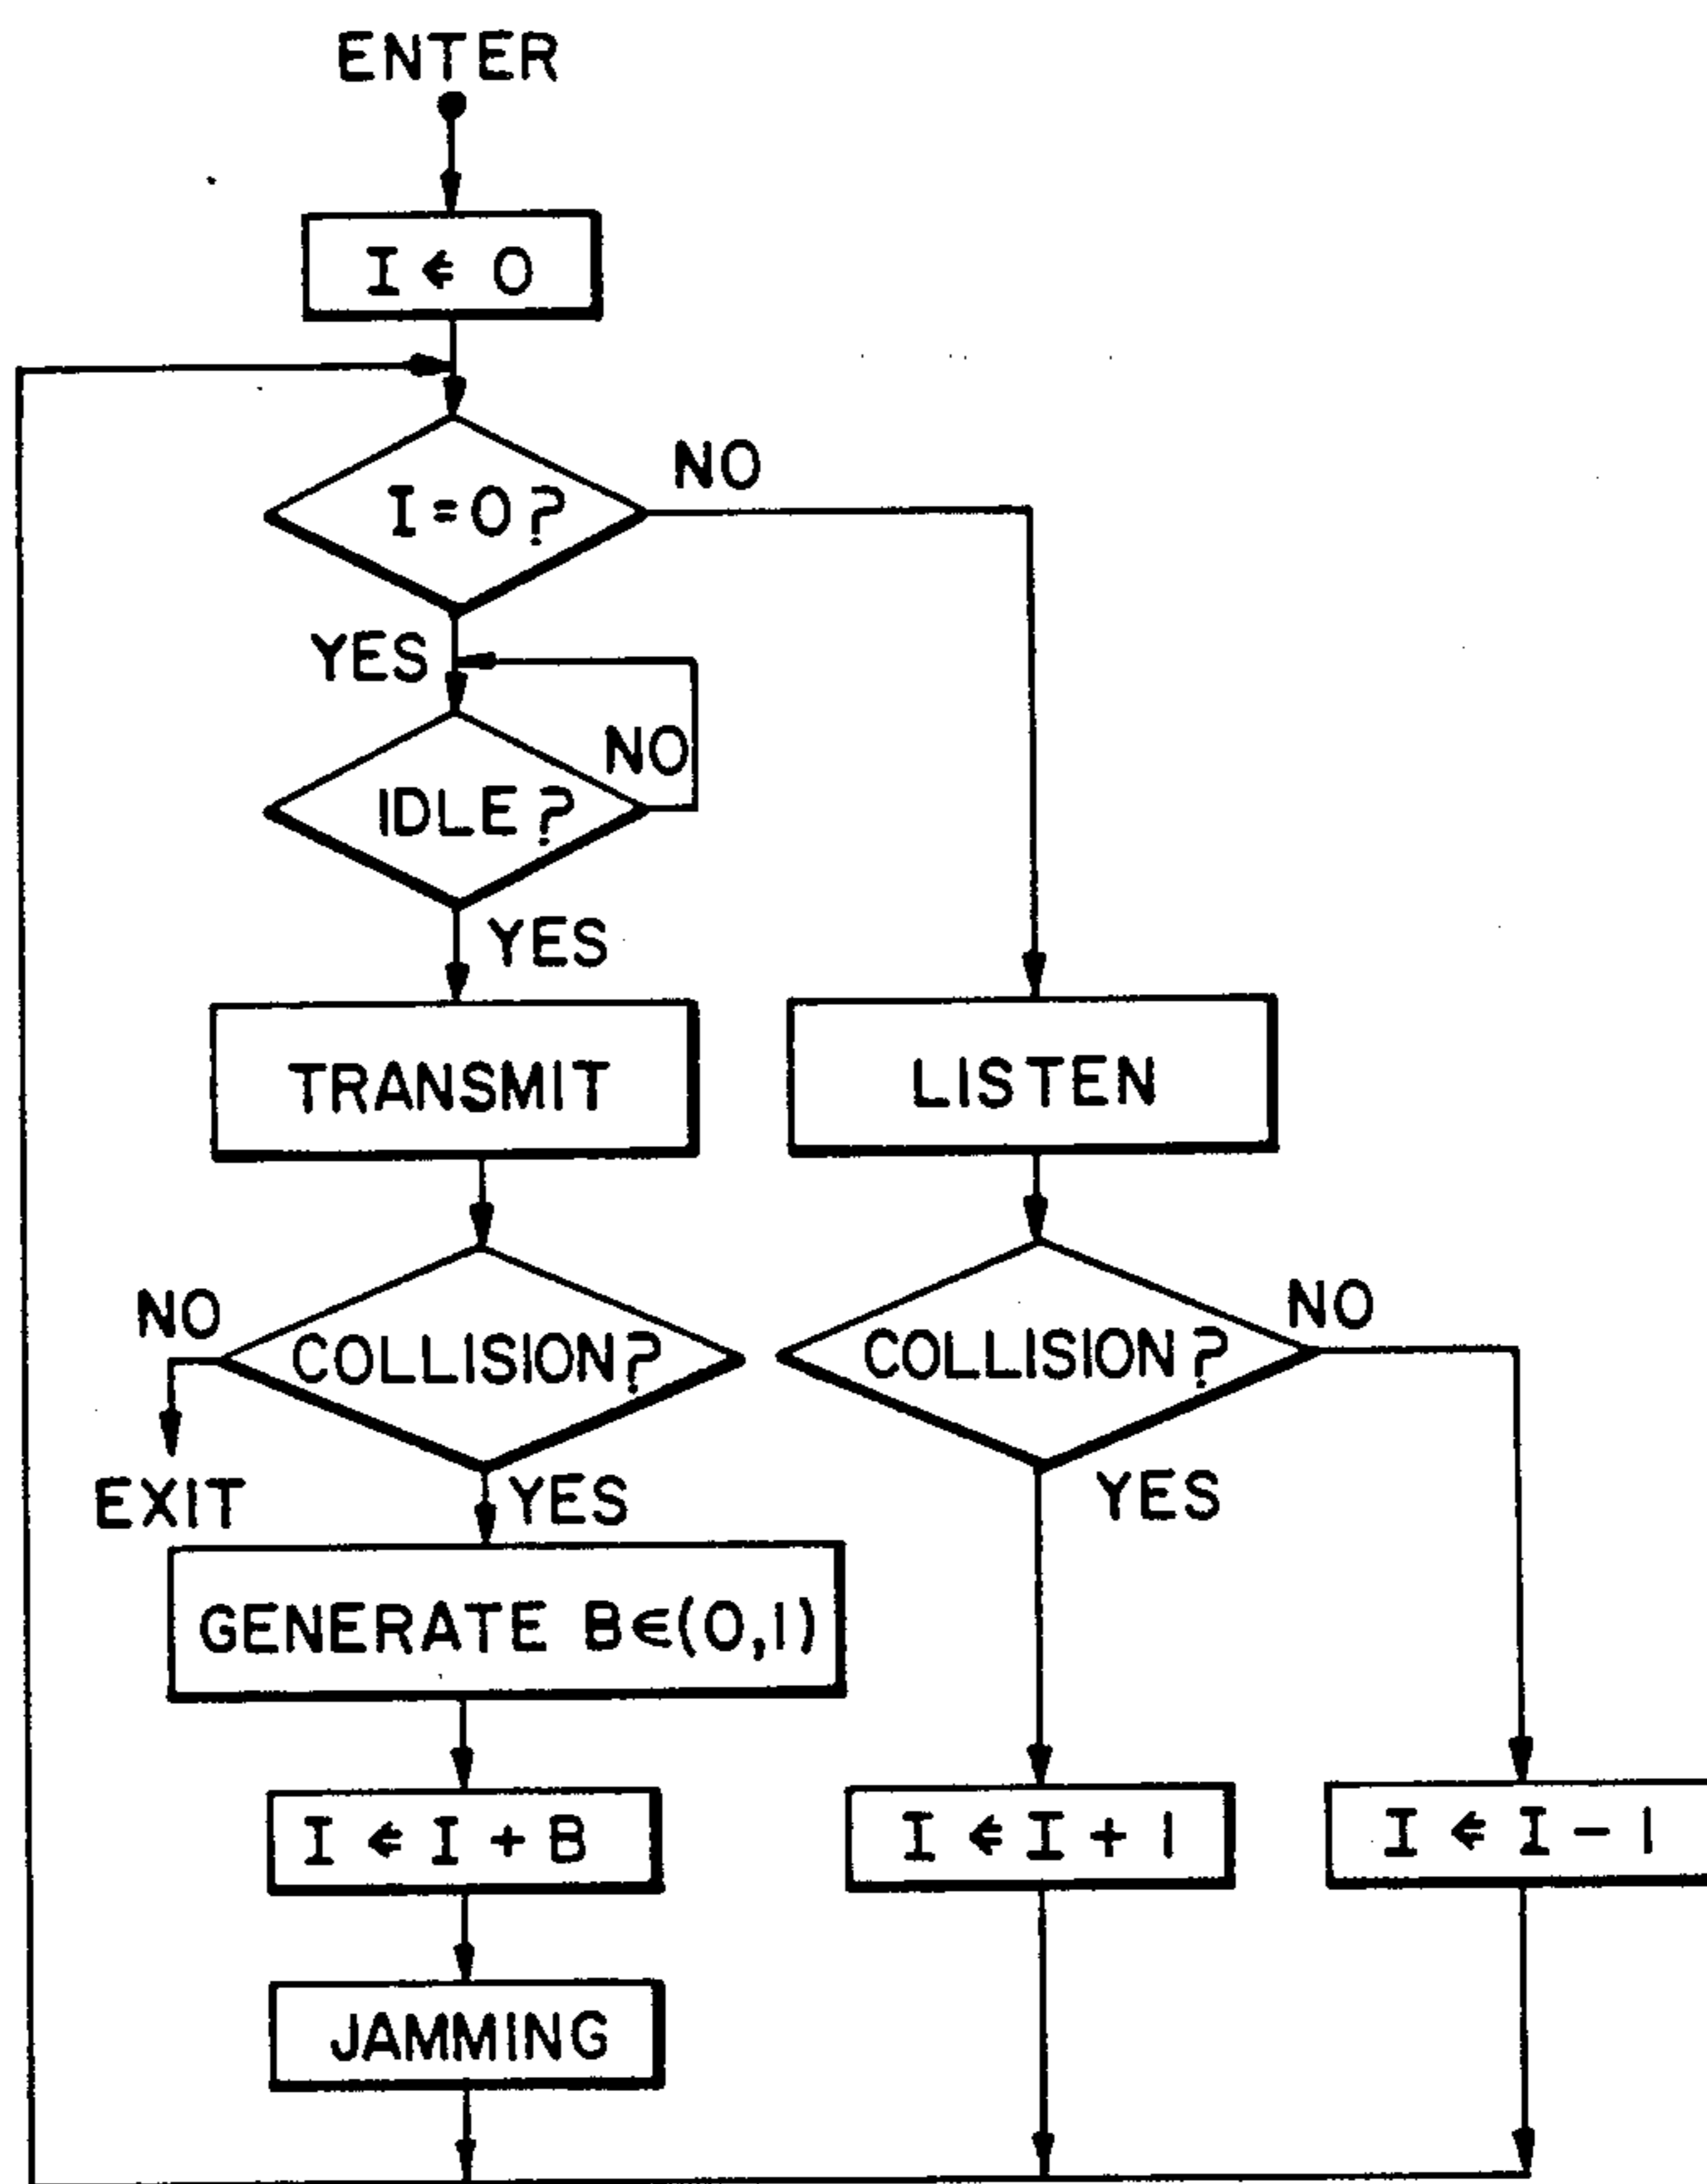 ENTER
I ← 0
I=0?
NO
YES
NO
IDLE?
YES
TRANSMIT
LISTEN
NO
COLLISION?
COLLISION?
NO
EXIT
YES
YES
GENERATE B∈(0,1)
I ← I + B
I ← I + 1
I ← I - 1
JAMMING